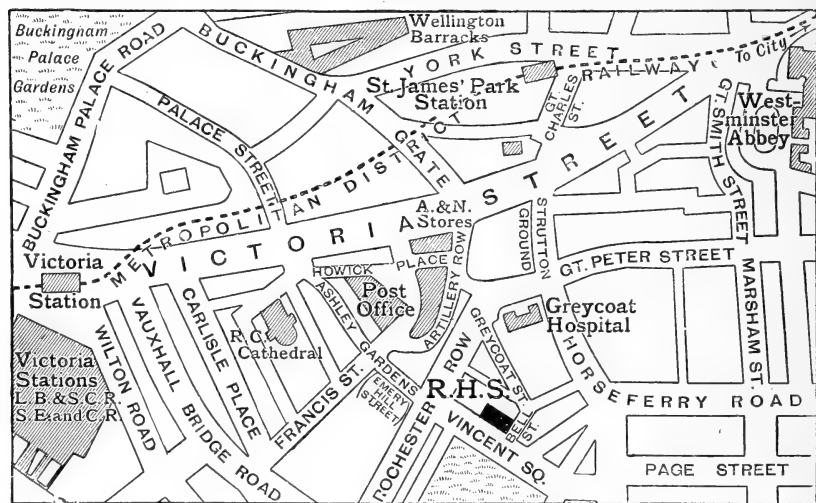 Buckingham
Palace
Gardens
BUCKINGHAM PALACE ROAD
BUCKINGHAM GRATE
Wellington
Barracks
YORK STREET
St. James' Park
Station
RAILWAY
To City
GT. CHARLES ST.
GT. SMITH STREET
West-
minster
Abbey
PALACE STREET
METROPOLITAN DISTRICT
VICTORIA STREET
A. & N.
Stores
STRUTTON
GROUND
HOWICK PLACE
ARTILLERY ROW
GT. PETER STREET
MARSHAM ST.
Victoria
Station
Post
Office
ASHLEY GARDENS
R.C.
Cathedral
CARLISLE PLACE
VAUXHALL
BRIDGE ROAD
WILTON ROAD
Victoria
Stations
L.B.& S.C.R.
S.E. and C.R.
FRANCIS ST.
EMERY
HILL
STREET
ROCHESTER ROW
GREYCOAT ST.
Greycoat
Hospital
HORSEFERRY ROAD
R.H.S.
BELL ST.
VINCENT SQ.
PAGE STREET